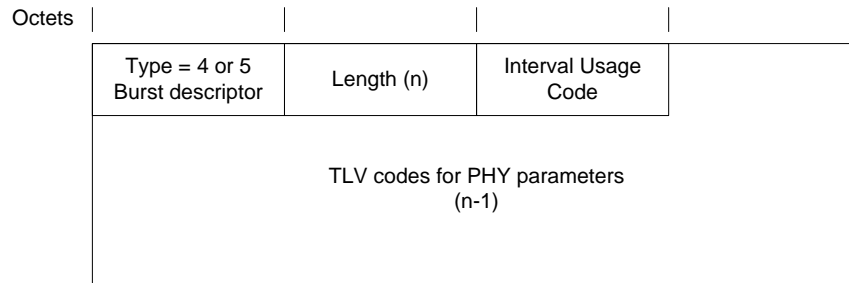 Octets
Type = 4 or 5
Burst descriptor
Length (n)
Interval Usage
Code
TLV codes for PHY parameters
(n-1)